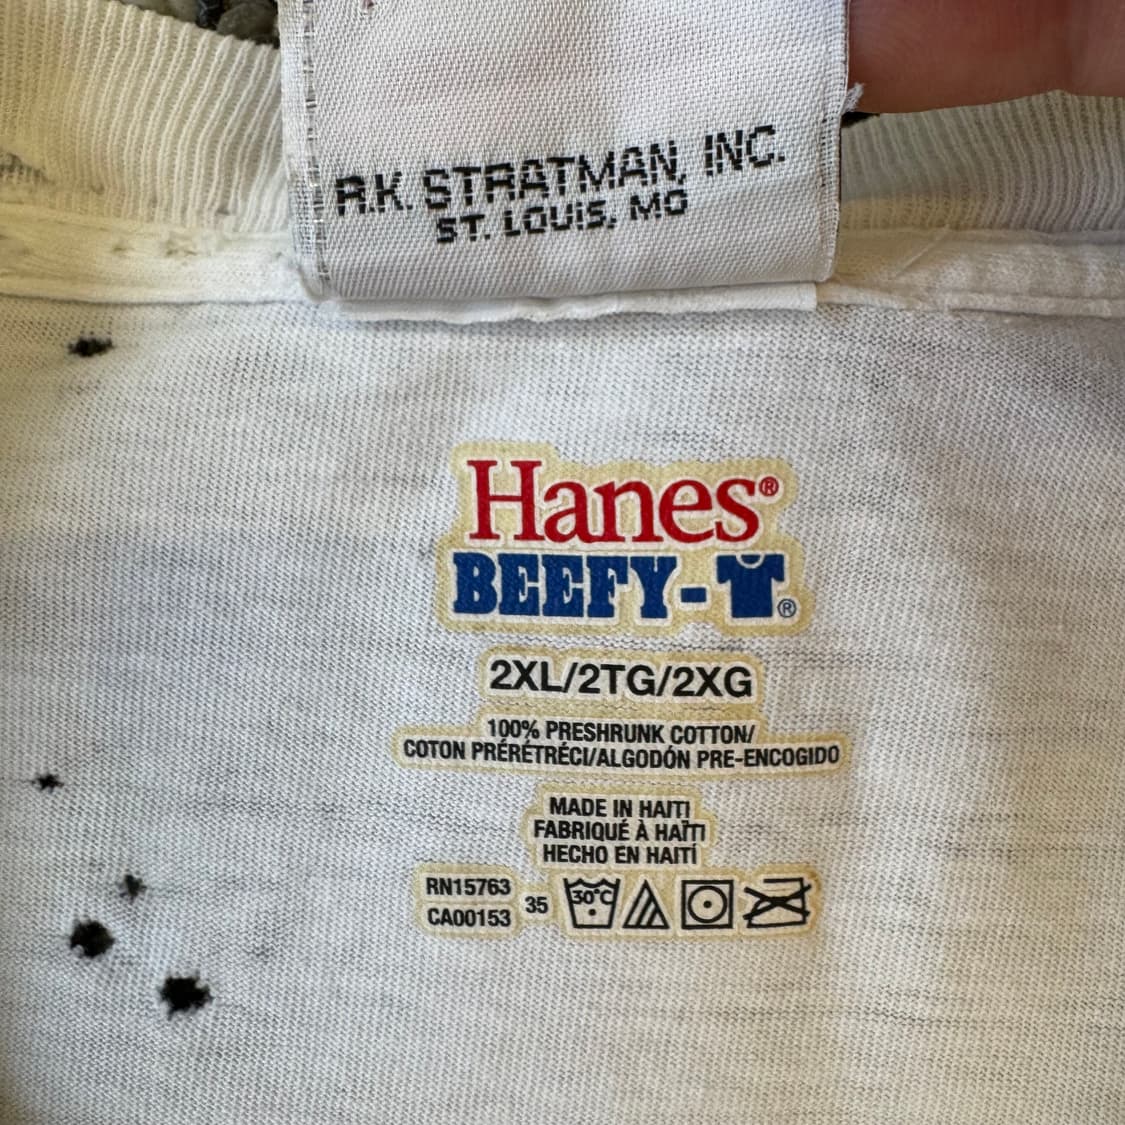 R.K. STRATMAN, INC.
ST. LOUIS, MO
Hanes®
BEEFY-T®
2XL/2TG/2XG
100% PRESHRUNK COTTON/
COTON PRÉRÉTRÉCI/ALGODÓN PRE-ENCOGIDO
MADE IN HAITI
FABRIQUÉ À HAÏTI
HECHO EN HAITÍ
RN15763
CA00153
35
30°C